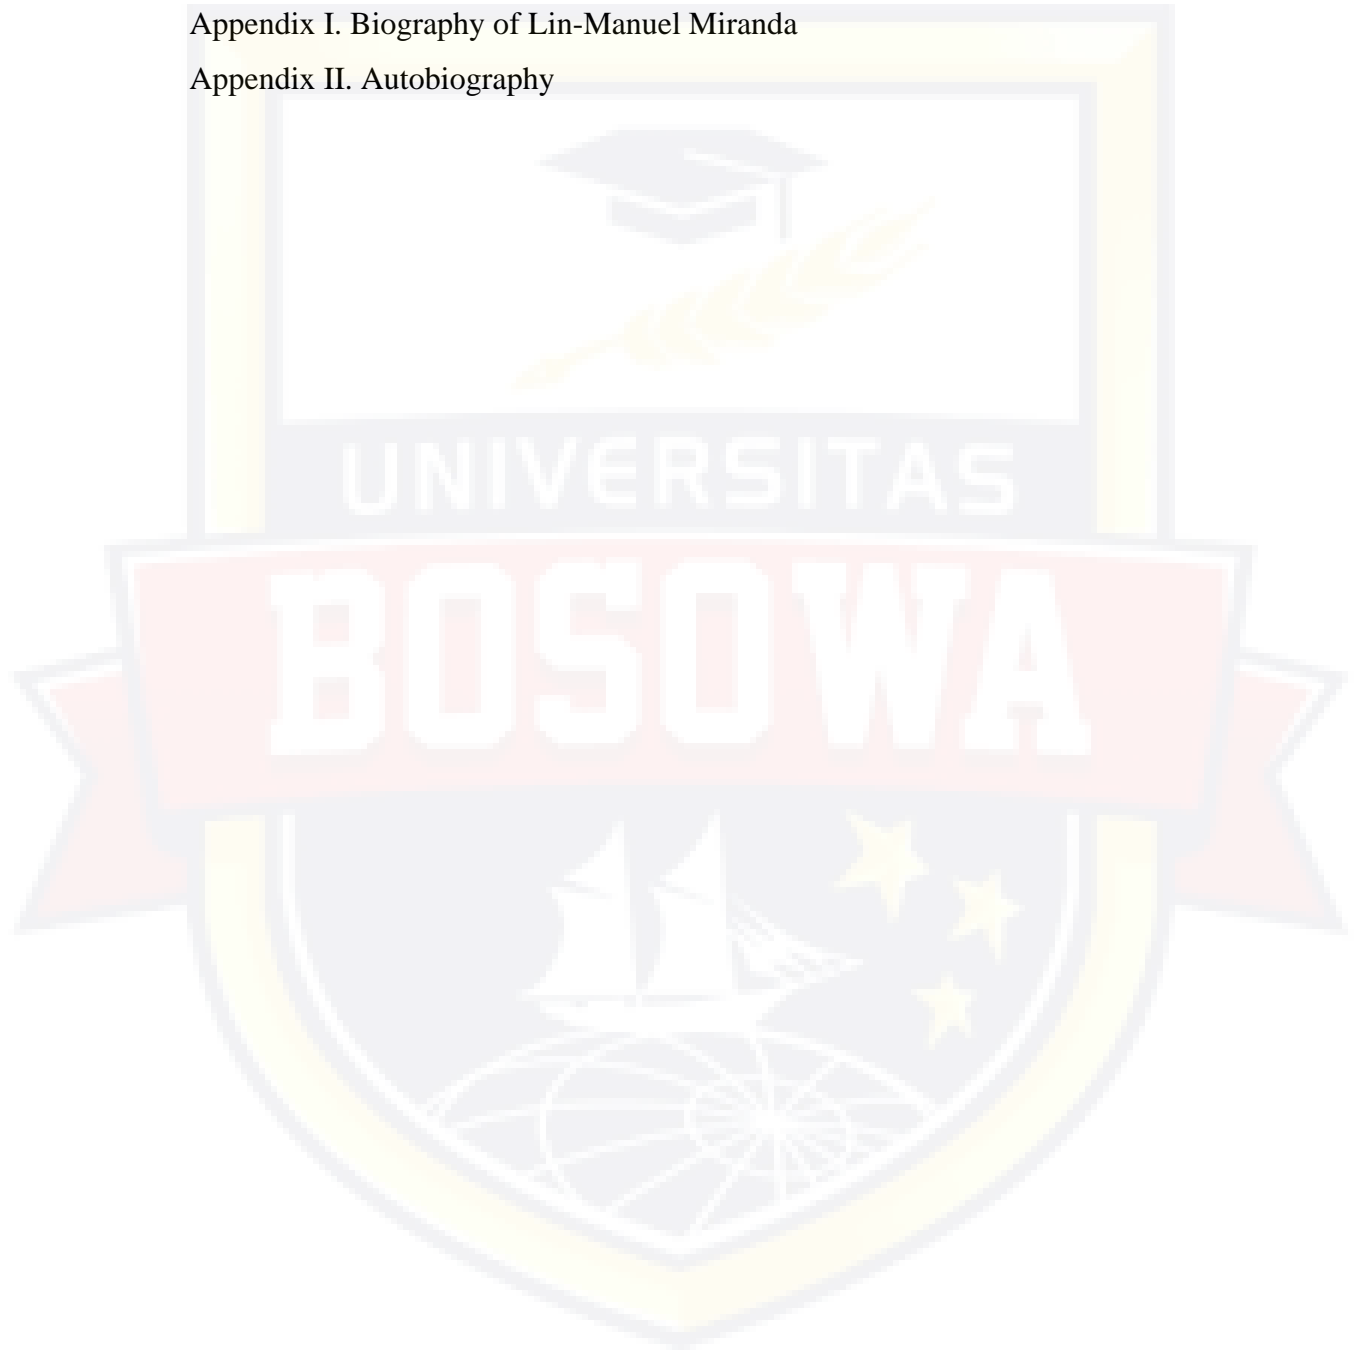 Appendix I. Biography of Lin-Manuel Miranda
Appendix II. Autobiography
UNIVERSITAS
BOSOWA